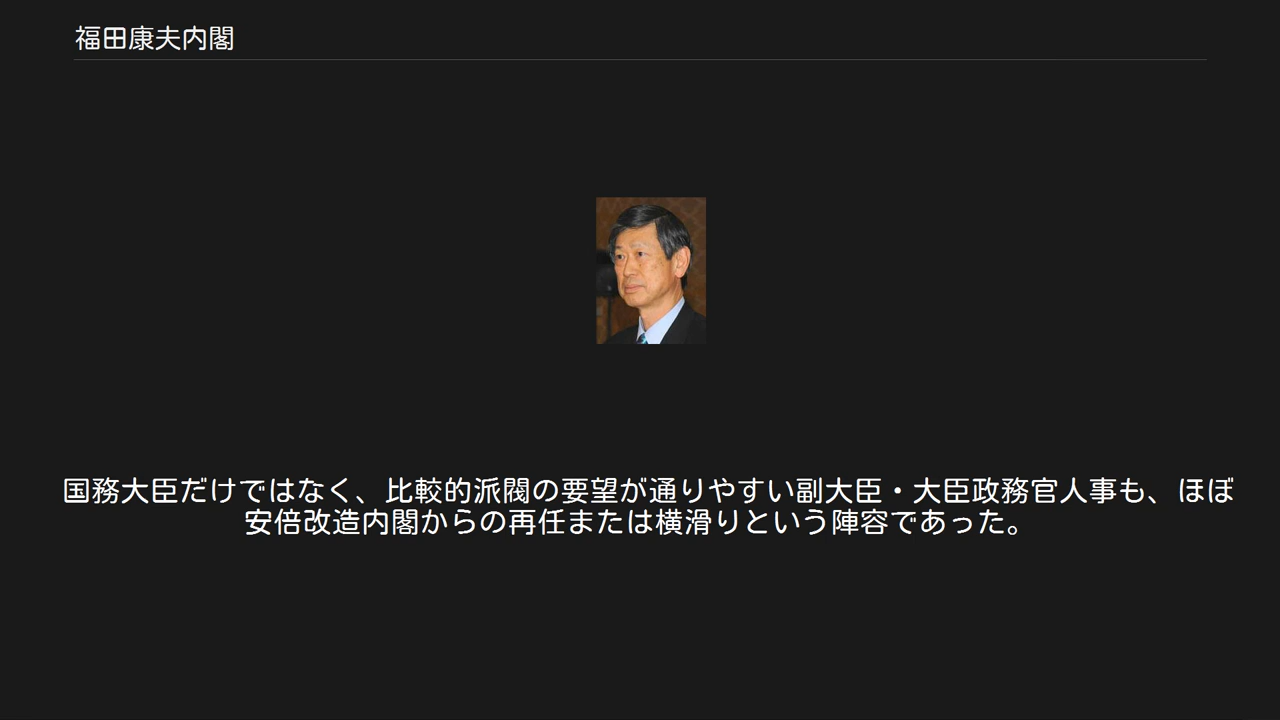 福田康夫内閣
国務大臣だけではなく、比較的派閥の要望が通りやすい副大臣・大臣政務官人事も、ほぼ
安倍改造内閣からの再任または横滑りという陣容であった。